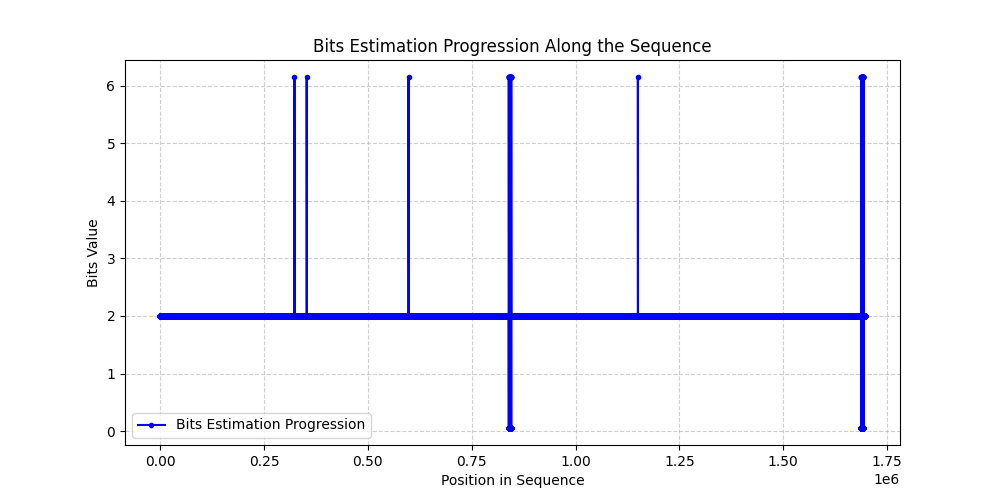 Bits Estimation Progression Along the Sequence
6
5
4
3
2
1
0
Bits Value
Bits Estimation Progression
0.00 0.25 0.50 0.75 1.00 1.25 1.50 1.75
1e6
Position in Sequence